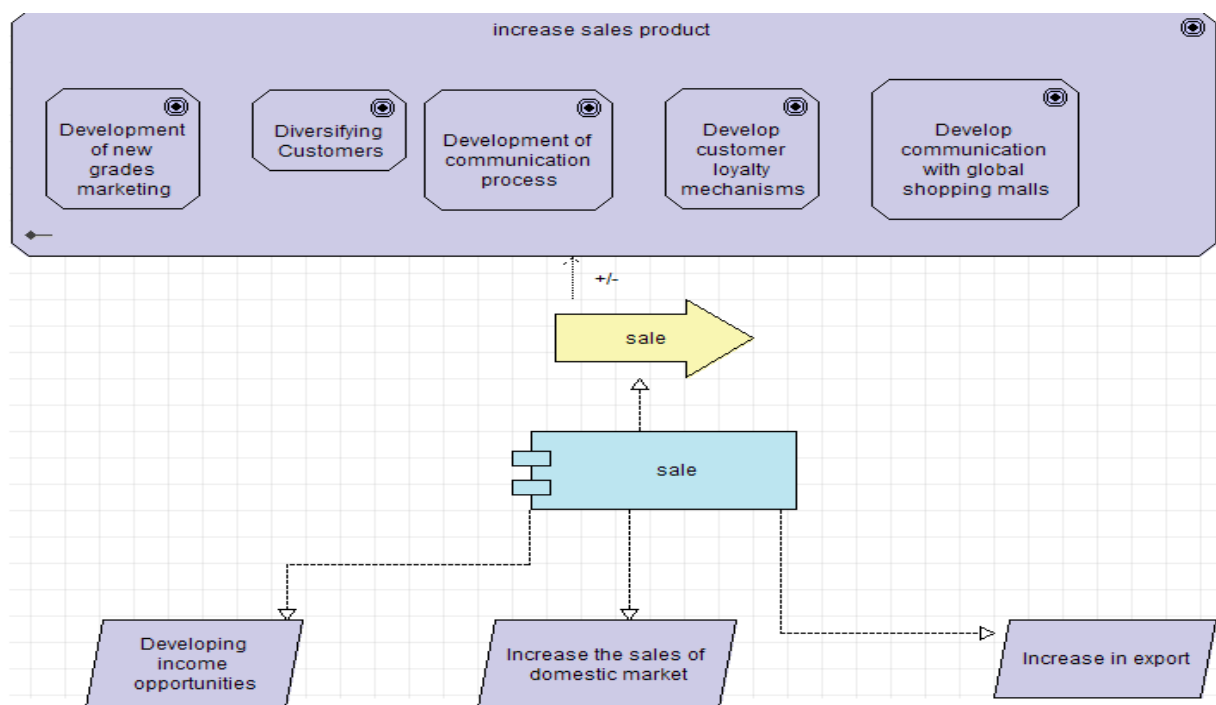 increase sales product
Development
of new
grades
marketing
Diversifying
Customers
Development of
communication
process
Develop
customer
loyalty
mechanisms
Develop
communication
with global
shopping malls
+/-
sale
sale
Developing
income
opportunities
Increase the sales of
domestic market
Increase in export